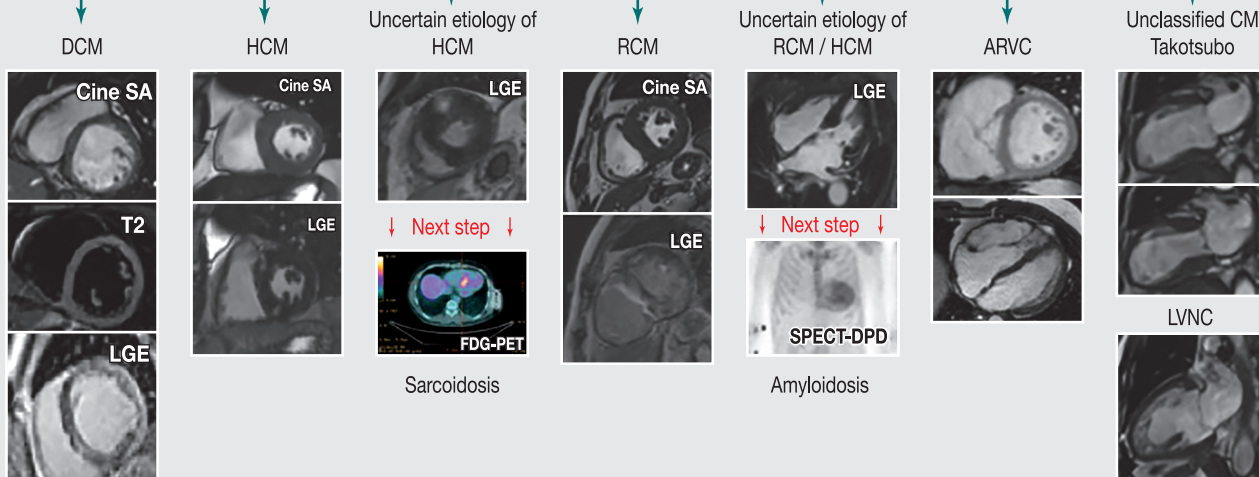 DCM
Cine SA
T2
LGE
HCM
Cine SA
LGE
Uncertain etiology of
HCM
LGE
↓ Next step ↓
FDG-PET
Sarcoidosis
RCM
Cine SA
LGE
Uncertain etiology of
RCM / HCM
LGE
↓ Next step ↓
SPECT-DPD
Amyloidosis
ARVC
Unclassified CM
Takotsubo
LVNC